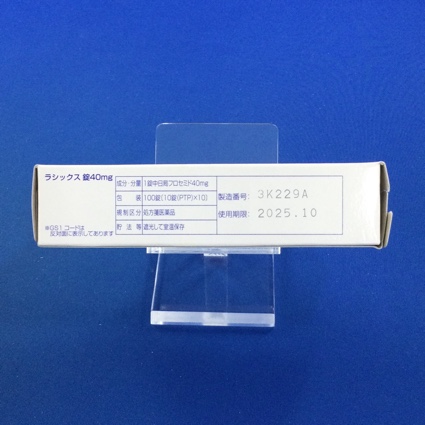 ラシックス 錠40mg
成分・分量 1錠中日局フロセミド40mg
包 装 100錠(10錠(PTP)×10)
規制区分 処方箋医薬品
貯 法 等 遮光して室温保存
製造番号: 3K229A
使用期限: 2025.10
※GS1 コードは
反対面に表示してあります